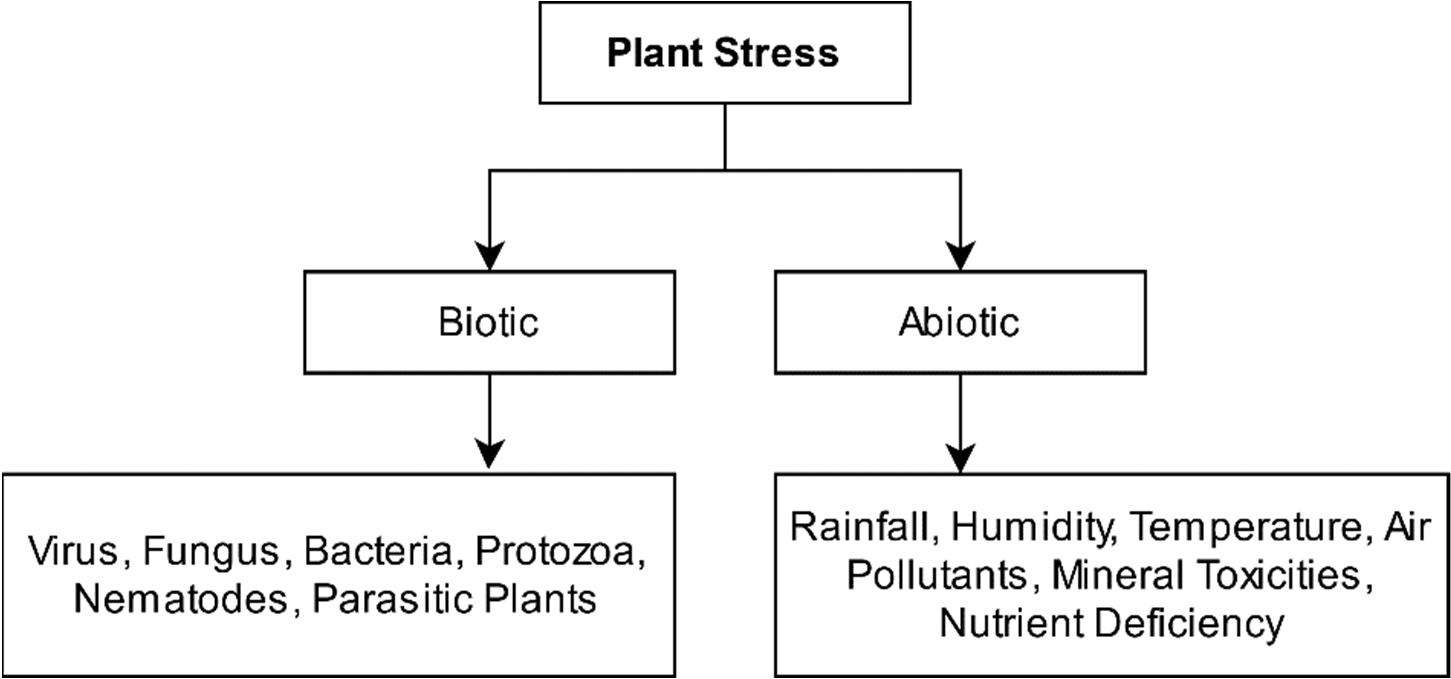 Plant Stress
Biotic
Abiotic
Virus, Fungus, Bacteria, Protozoa,
Nematodes, Parasitic Plants
Rainfall, Humidity, Temperature, Air
Pollutants, Mineral Toxicities,
Nutrient Deficiency